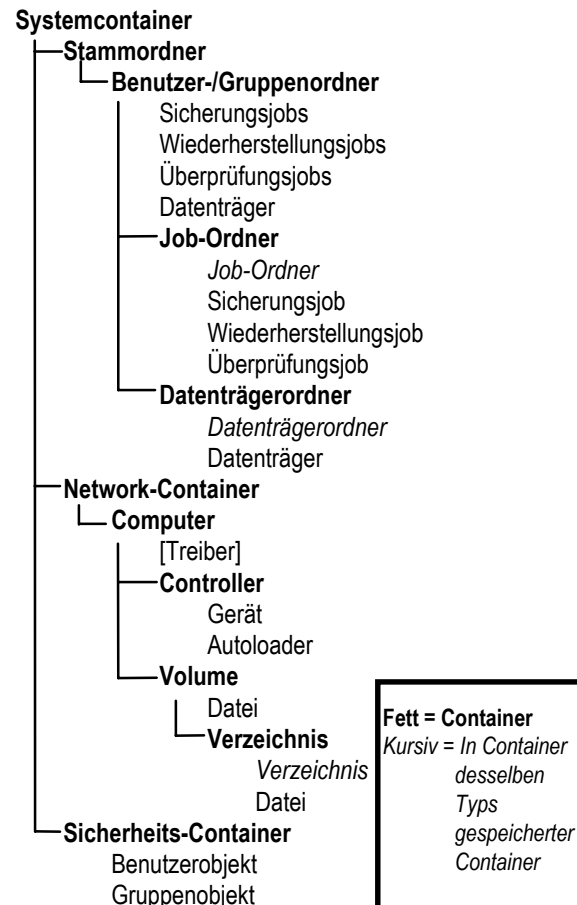 Systemcontainer
Stammordner
Benutzer-/Gruppenordner
Sicherungsjobs
Wiederherstellungsjobs
Überprüfungsjobs
Datenträger
Job-Ordner
Job-Ordner
Sicherungsjob
Wiederherstellungsjob
Überprüfungsjob
Datenträgerordner
Datenträgerordner
Datenträger
Network-Container
Computer
[Treiber]
Controller
Gerät
Autoloader
Volume
Datei
Verzeichnis
Verzeichnis
Datei
Sicherheits-Container
Benutzerobjekt
Gruppenobjekt
Fett = Container
Kursiv = In Container
desselben
Typs
gespeicherter
Container